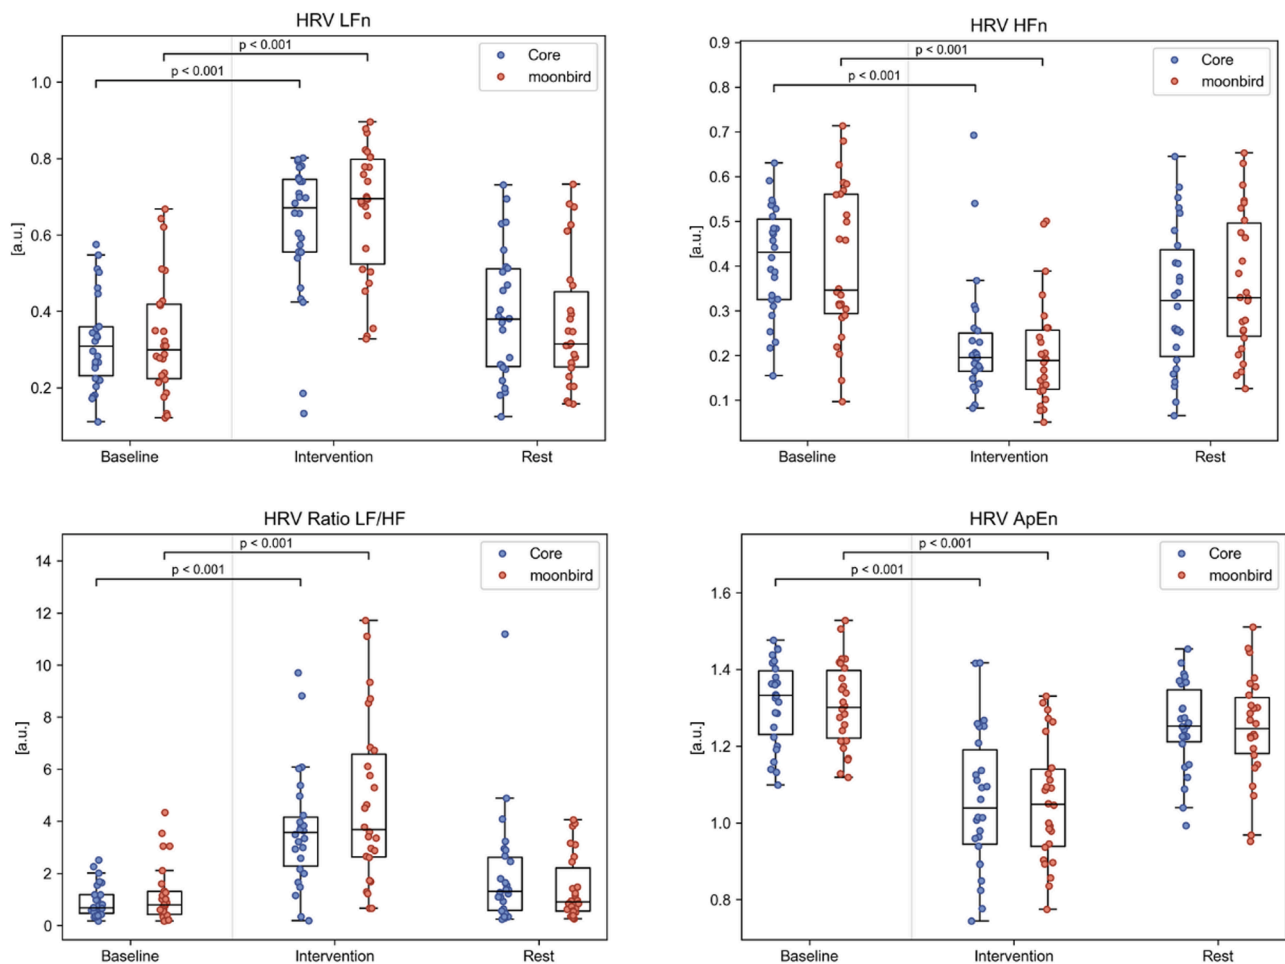 HRV LFn
p < 0.001
p < 0.001
Core
moonbird
[a.u.]
1.0
0.8
0.6
0.4
0.2
Baseline
Intervention
Rest
HRV HFn
p < 0.001
p < 0.001
Core
moonbird
[a.u.]
0.9
0.8
0.7
0.6
0.5
0.4
0.3
0.2
0.1
Baseline
Intervention
Rest
HRV Ratio LF/HF
p < 0.001
p < 0.001
Core
moonbird
[a.u.]
14
12
10
8
6
4
2
0
Baseline
Intervention
Rest
HRV ApEn
p < 0.001
p < 0.001
Core
moonbird
[a.u.]
1.6
1.4
1.2
1.0
0.8
Baseline
Intervention
Rest